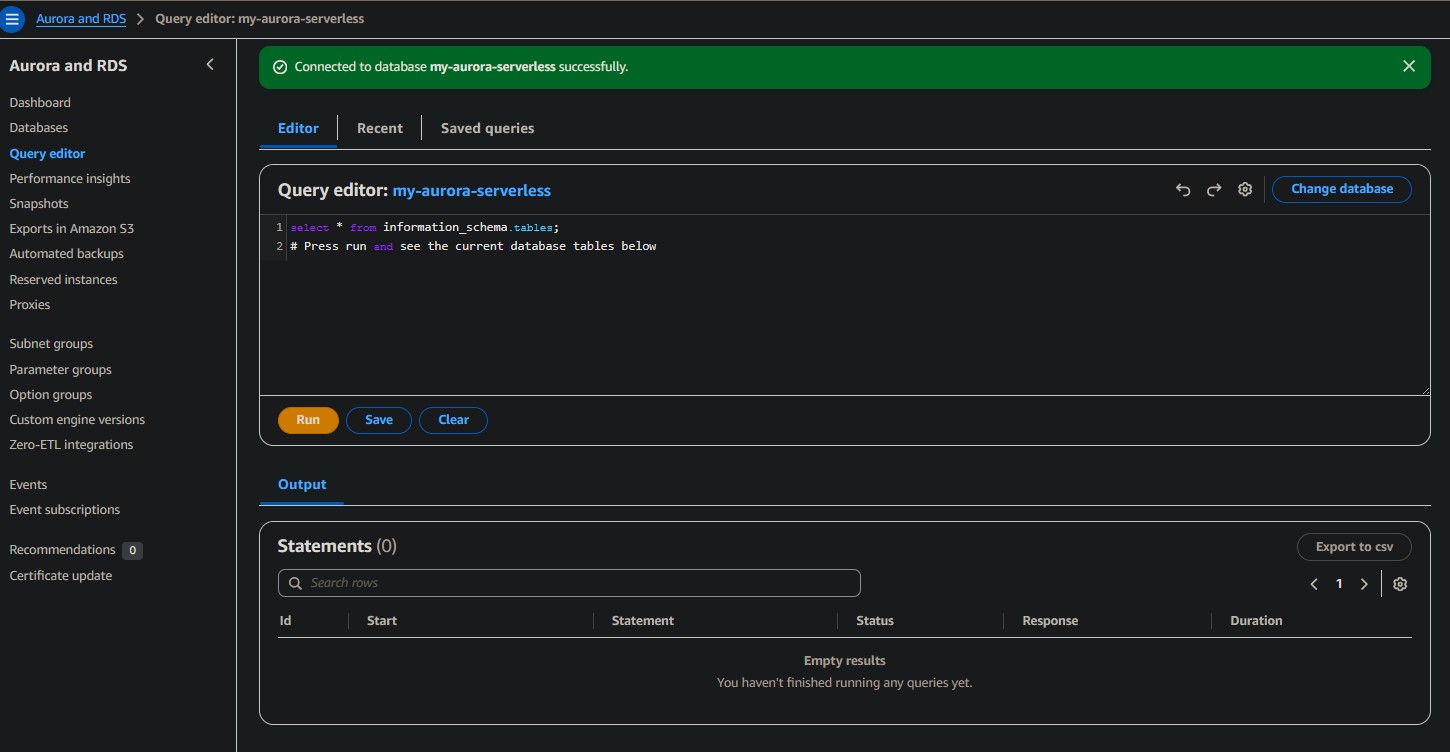 Aurora and RDS > Query editor: my-aurora-serverless
Aurora and RDS
Dashboard
Databases
Query editor
Performance insights
Snapshots
Exports in Amazon S3
Automated backups
Reserved instances
Proxies
Subnet groups
Parameter groups
Option groups
Custom engine versions
Zero-ETL integrations
Events
Event subscriptions
Recommendations 0
Certificate update
Connected to database my-aurora-serverless successfully.
Editor Recent Saved queries
Query editor: my-aurora-serverless Change database
1 select * from information_schema.tables;
2 # Press run and see the current database tables below
Run Save Clear
Output
Statements (0) Export to csv
Search rows 1
Id Start Statement Status Response Duration
Empty results
You haven't finished running any queries yet.